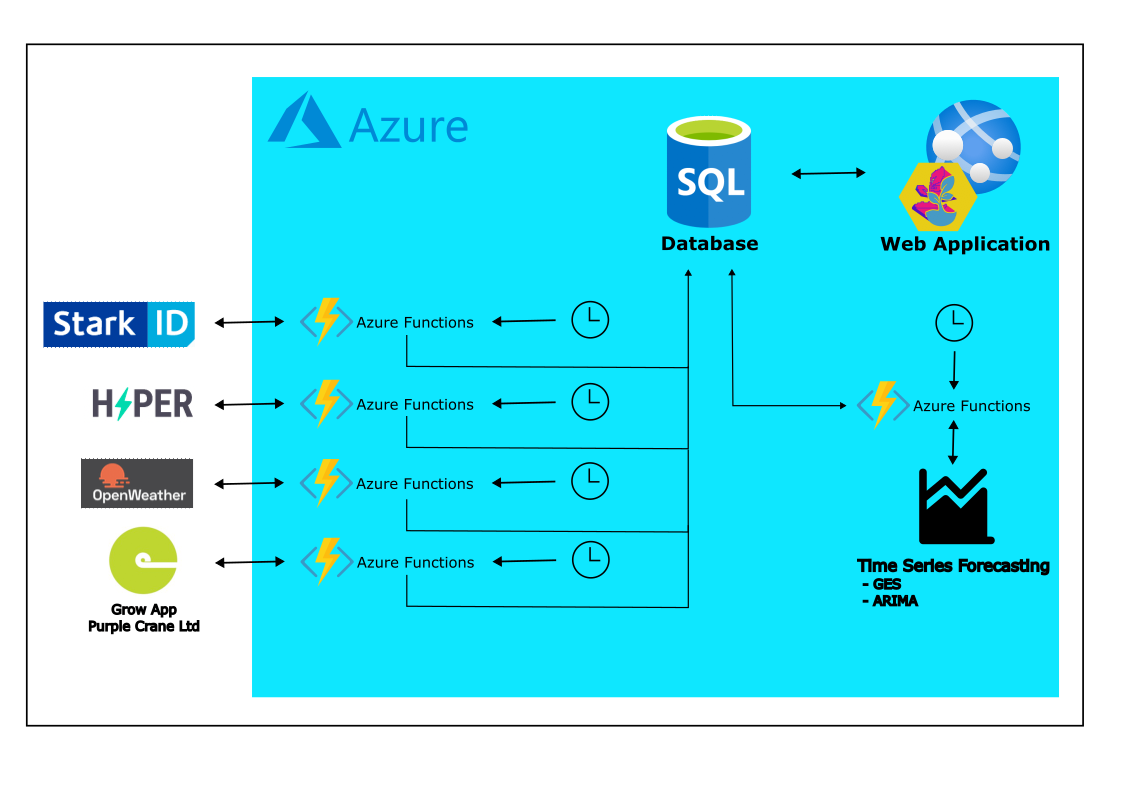 Azure
SQL
Database
Web Application
Stark ID
Azure Functions
HIPER
Azure Functions
Azure Functions
OpenWeather
Azure Functions
Azure Functions
Grow App
Purple Crane Ltd
Time Series Forecasting
- GES
- ARIMA